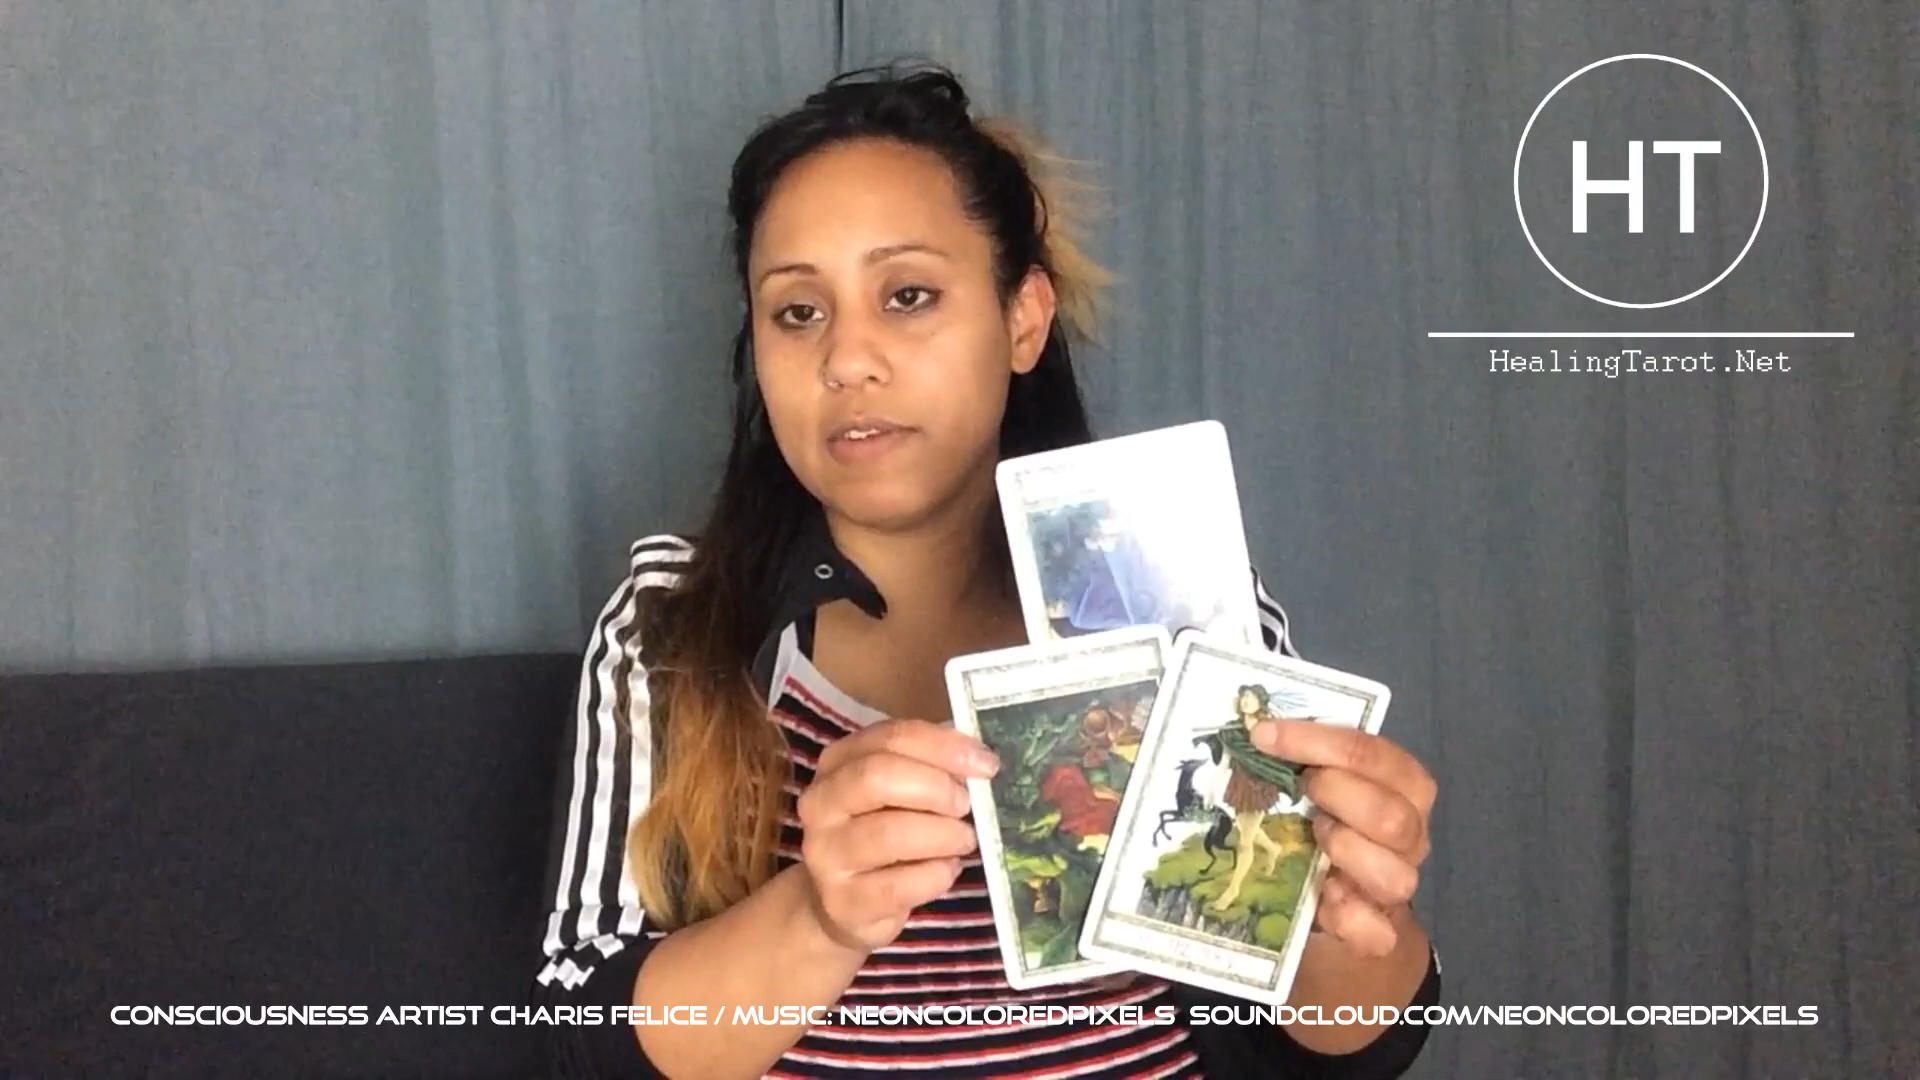 HT
HealingTarot.Net
CONSCIOUSNESS ARTIST CHARIS FELICE / MUSIC: NEONCOLOREDPIXELS SOUNDCLOUD.COM/NEONCOLOREDPIXELS